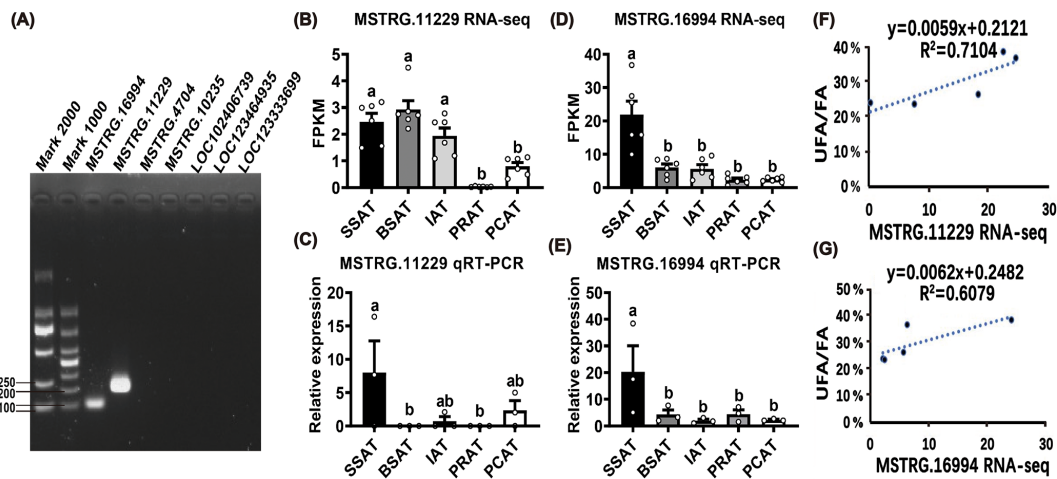 (A)
Mark 2000
Mark 1000
MSTRG.16994
MSTRG.11229
MSTRG.4704
MSTRG.10235
LOC102406739
LOC123464935
LOC123333699
250
200
100
(B)
MSTRG.11229 RNA-seq
FPKM
5
4
3
2
1
0
a
a
a
b
b
SSAT
BSAT
IAT
PRAT
PCAT
(C)
MSTRG.11229 qRT-PCR
Relative expression
20
15
10
5
0
a
b
ab
b
ab
SSAT
BSAT
IAT
PRAT
PCAT
(D)
MSTRG.16994 RNA-seq
FPKM
40
30
20
10
0
a
b
b
b
b
SSAT
BSAT
IAT
PRAT
PCAT
(E)
MSTRG.16994 qRT-PCR
Relative expression
50
40
30
20
10
0
a
b
b
b
b
SSAT
BSAT
IAT
PRAT
PCAT
(F)
y=0.0059x+0.2121
R²=0.7104
UFA/FA
40%
30%
20%
10%
0%
0 10 20 30
MSTRG.11229 RNA-seq
(G)
y=0.0062x+0.2482
R²=0.6079
UFA/FA
50%
40%
30%
20%
10%
0%
0 10 20 30
MSTRG.16994 RNA-seq